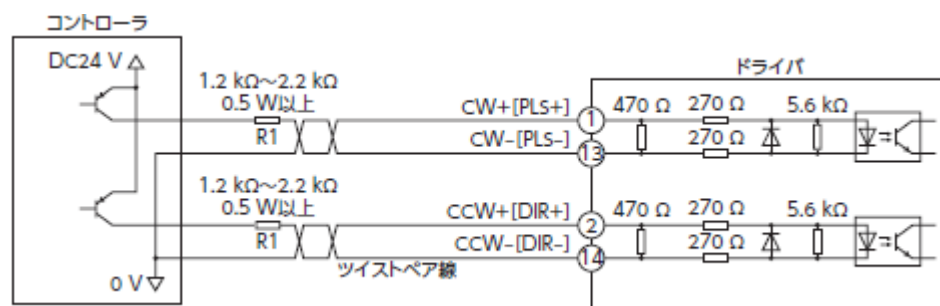 コントローラ
DC24 V
ドライバ
1.2 kΩ~2.2 kΩ
0.5 W以上
R1
CW+[PLS+]
1
470 Ω
270 Ω
5.6 kΩ
CW-[PLS-]
13
270 Ω
1.2 kΩ~2.2 kΩ
0.5 W以上
R1
CCW+[DIR+]
2
470 Ω
270 Ω
5.6 kΩ
CCW-[DIR-]
14
270 Ω
ツイストペア線
0 V